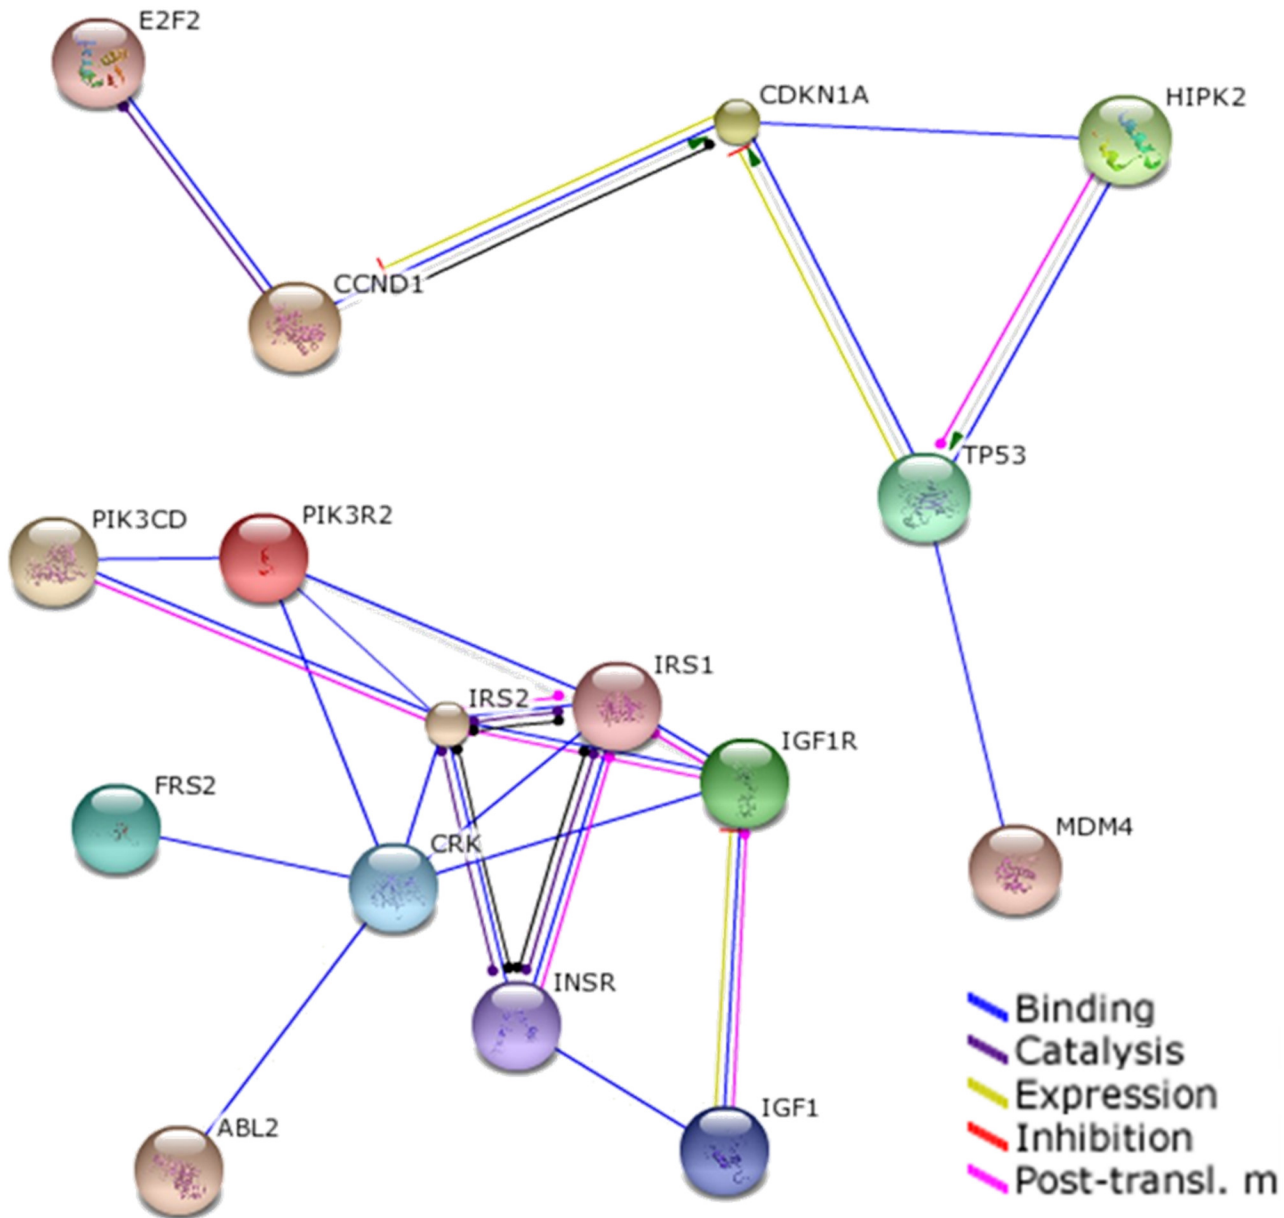 E2F2
CDKN1A
HIPK2
CCND1
TP53
PIK3CD
PIK3R2
IRS1
IRS2
IGF1R
FRS2
CRK
MDM4
INSR
IGF1
ABL2
Binding
Catalysis
Expression
Inhibition
Post-transl. m